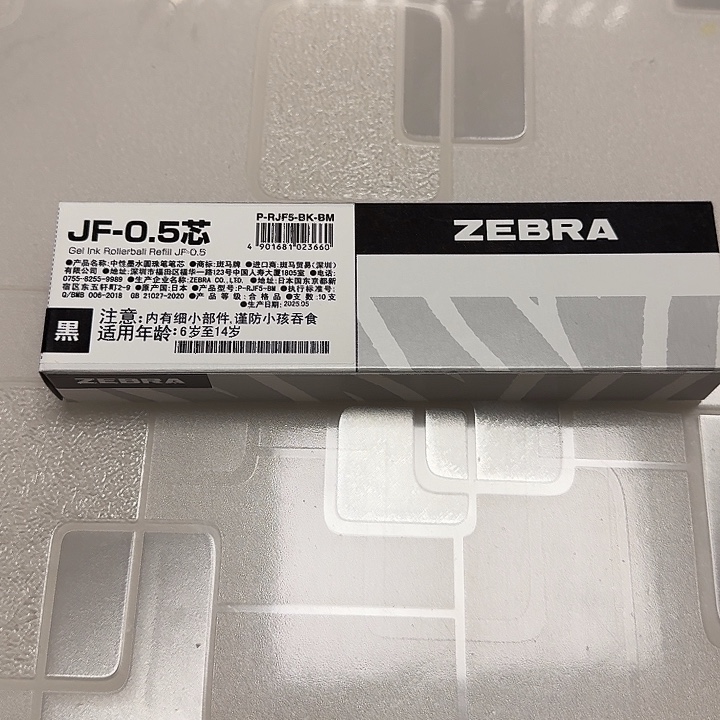 JF-0.5芯
Gel Ink Rollerball Refill JF-0.5
P-RJF5-BK-BM
4 901681 023660
ZEBRA
●产品名称:中性墨水圆珠笔笔芯 ●商标:斑马牌 ●进口商:斑马贸易(深圳)
有限公司 ●地址:深圳市福田区福华一路123号中国人寿大厦1805室 ●电话:
0755-8255-9989 ●生产企业名称:ZEBRA CO.,LTD. ●地址:日本国东京都新
宿区东五轩町2-9 ●原产国:日本 ●产品型号:P-RJF5-BM ●执行标准号:
Q/BMB 006-2018 GB 21027-2020 ●产品等级:合格品 ●支数:10支
●生产日期:2025.05
黑
注意:内有细小部件,谨防小孩吞食
适用年龄:6岁至14岁
ZEBRA